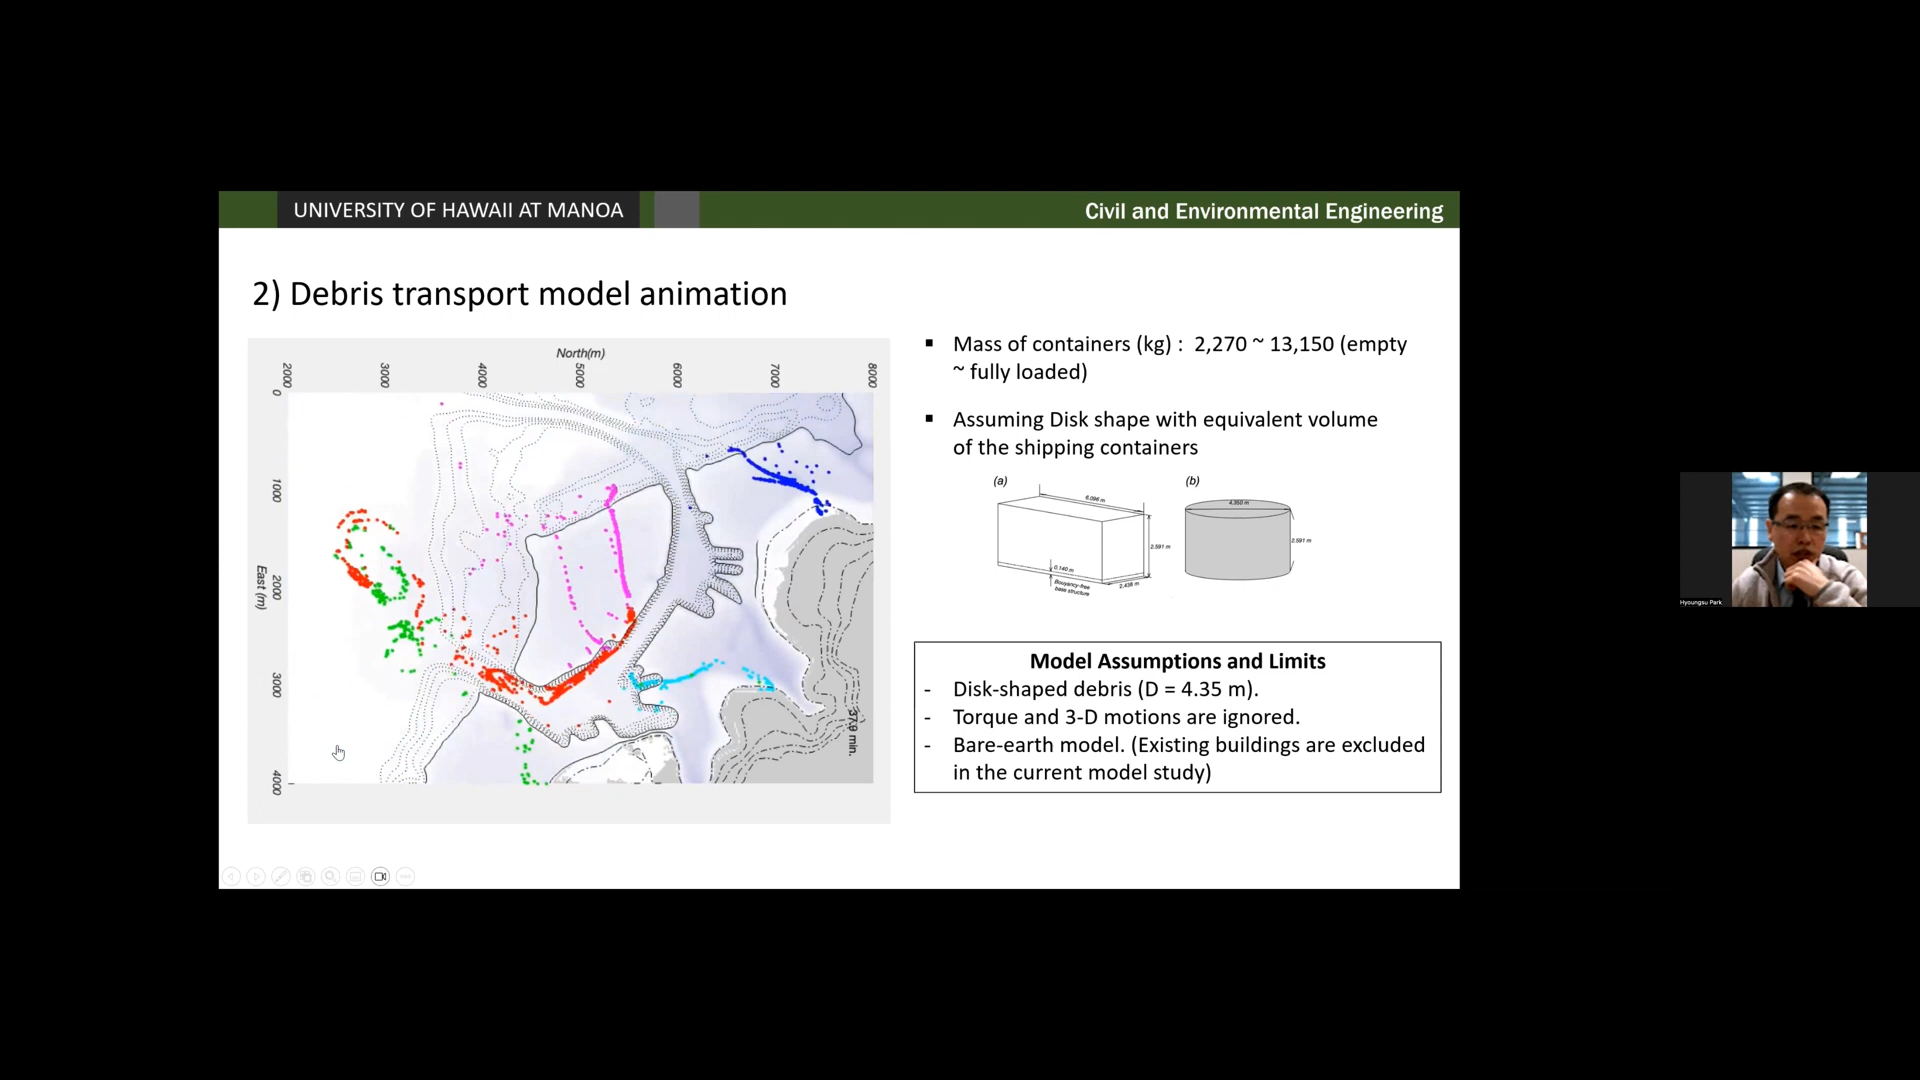 UNIVERSITY OF HAWAII AT MANOA
Civil and Environmental Engineering
2) Debris transport model animation
North(m)
2000
3000
4000
5000
6000
7000
8000
0
1000
2000
3000
4000
East (m)
37.9 min.
▪ Mass of containers (kg) : 2,270 ~ 13,150 (empty
~ fully loaded)
▪ Assuming Disk shape with equivalent volume
of the shipping containers
(a)
6.096 m
2.591 m
0.140 m
Bouyancy-free
base structure
2.438 m
(b)
4.350 m
2.591 m
Model Assumptions and Limits
- Disk-shaped debris (D = 4.35 m).
- Torque and 3-D motions are ignored.
- Bare-earth model. (Existing buildings are excluded
in the current model study)
Hyoungsu Park